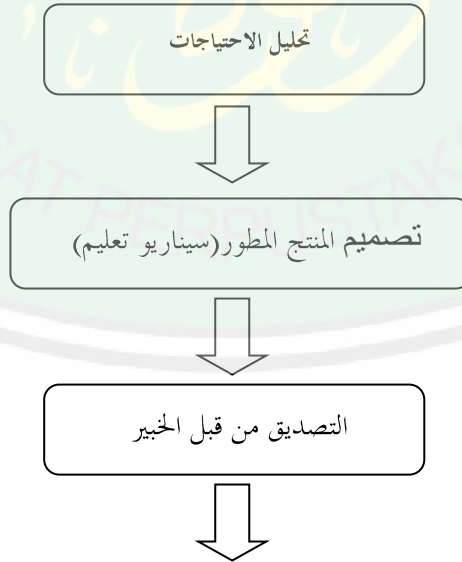 تحليل الاحتياجات
تصميم المنتج المطور(سيناريو تعليم)
التصديق من قبل الخبير